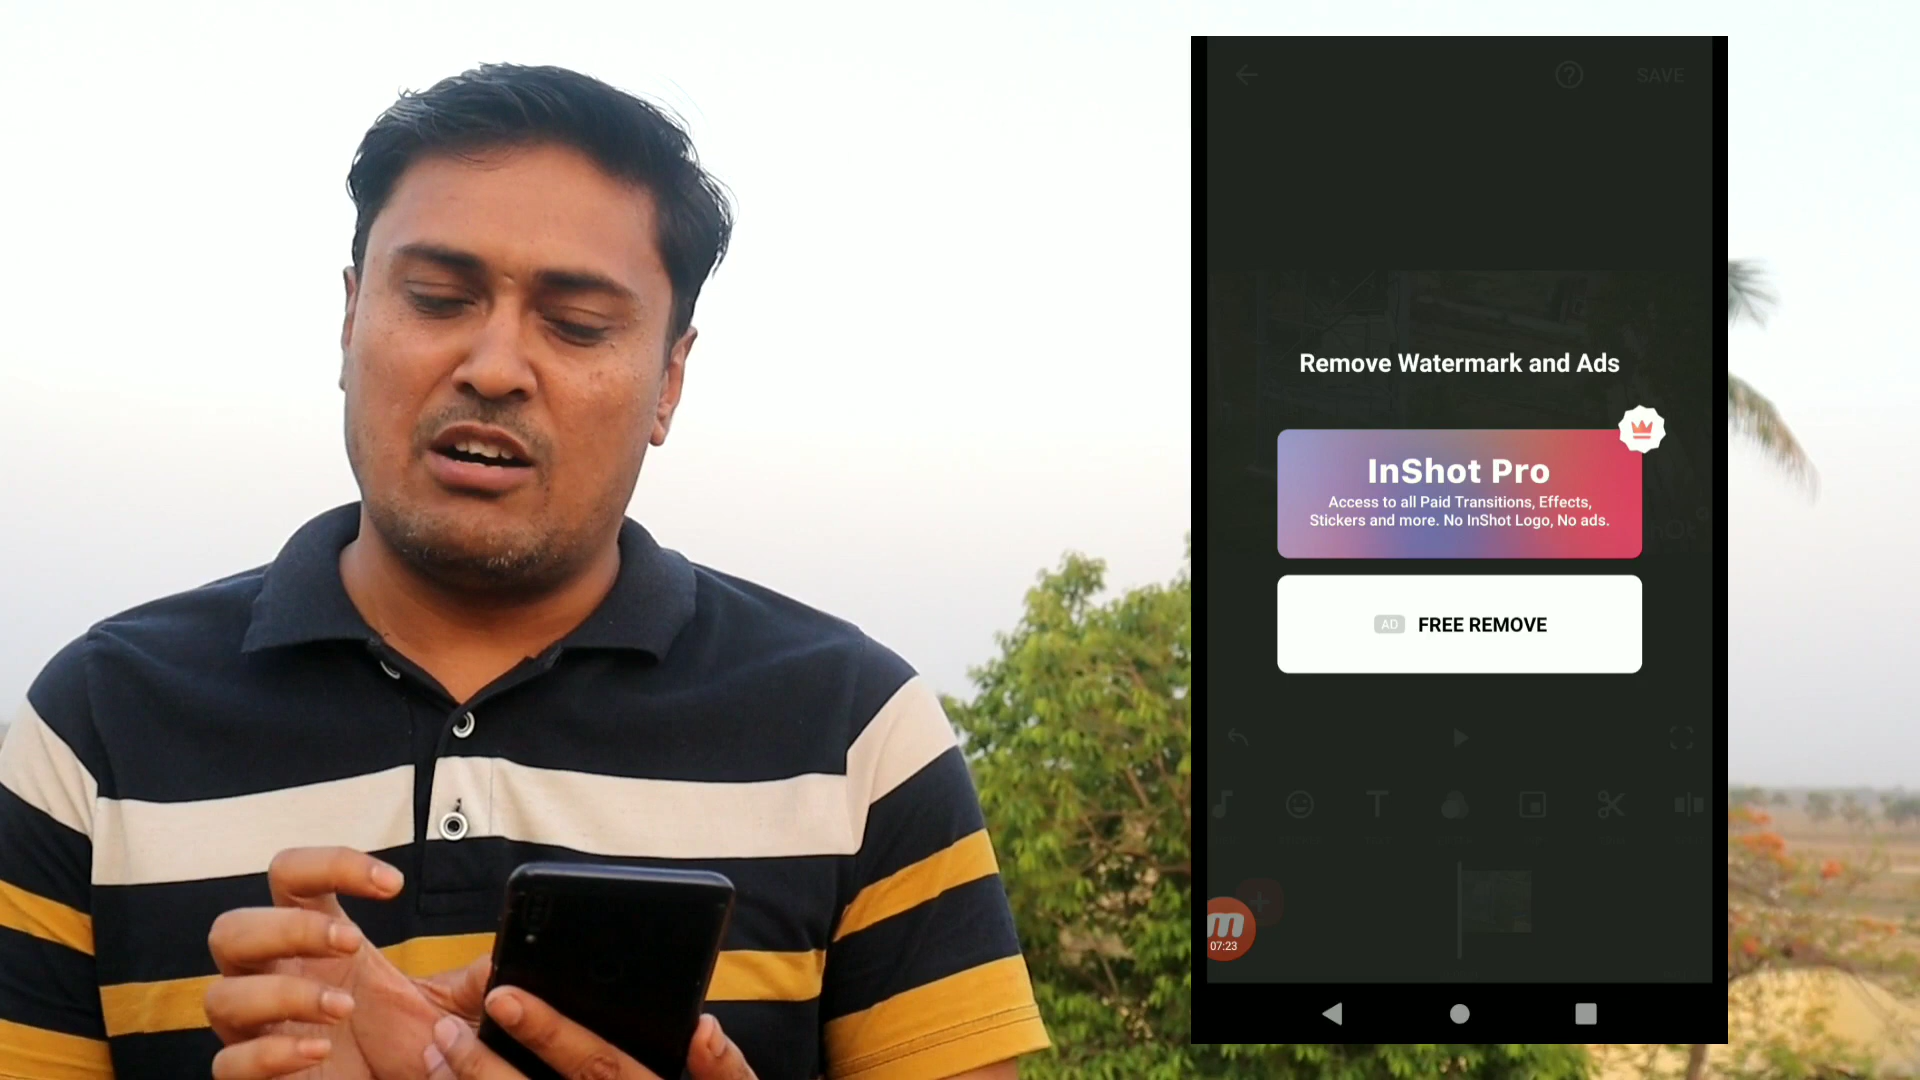 SAVE
Remove Watermark and Ads
InShot Pro
Access to all Paid Transitions, Effects,
Stickers and more. No InShot Logo, No ads.
AD FREE REMOVE
07:23